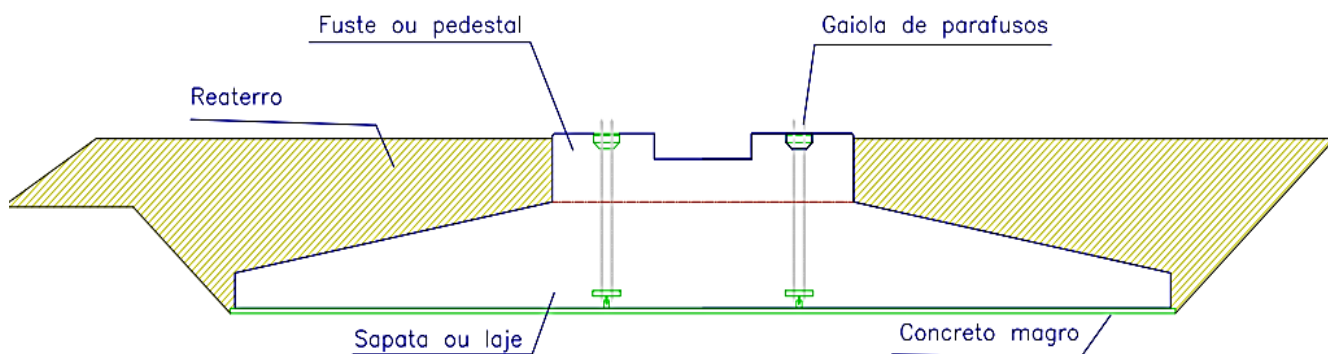 Fuste ou pedestal
Gaiola de parafusos
Reaterro
Sapata ou laje
Concreto magro